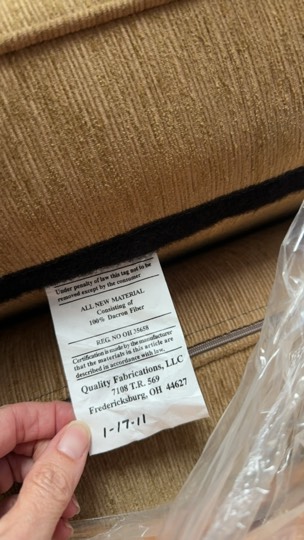 Under penalty of law this tag not to be
removed except by the consumer
ALL NEW MATERIAL
Consisting of
100% Dacron Fiber
REG. NO OH 35658
Certification is made by the manufacturer
that the materials in this article are
described in accordance with law.
Quality Fabrications, LLC
7108 T.R. 569
Fredericksburg, OH 44627
1-17-11